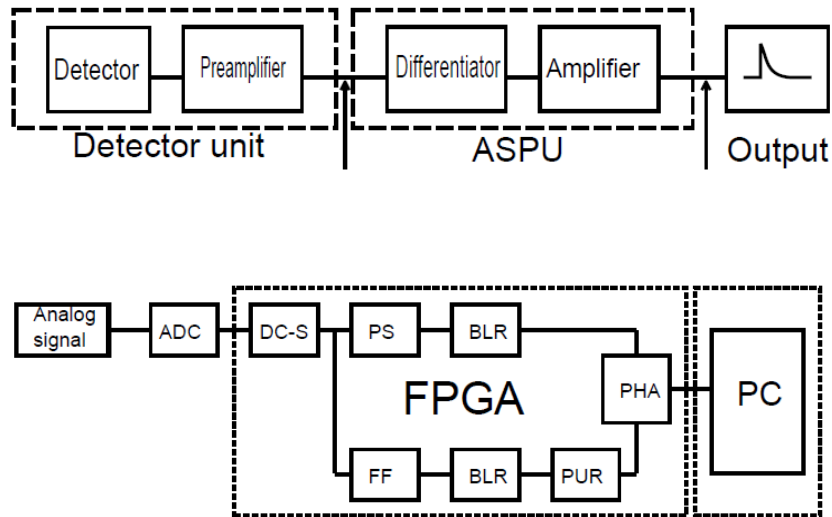 Detector
Preamplifier
Differentiator
Amplifier
Detector unit
ASPU
Output
Analog
signal
ADC
DC-S
PS
BLR
FPGA
PHA
PC
FF
BLR
PUR